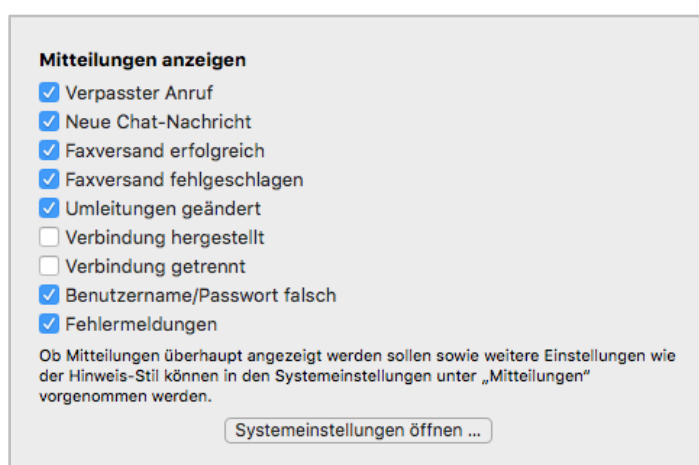 Mitteilungen anzeigen
Verpasster Anruf
Neue Chat-Nachricht
Faxversand erfolgreich
Faxversand fehlgeschlagen
Umleitungen geändert
Verbindung hergestellt
Verbindung getrennt
Benutzername/Passwort falsch
Fehlermeldungen
Ob Mitteilungen überhaupt angezeigt werden sollen sowie weitere Einstellungen wie
der Hinweis-Stil können in den Systemeinstellungen unter „Mitteilungen“
vorgenommen werden.
Systemeinstellungen öffnen ...